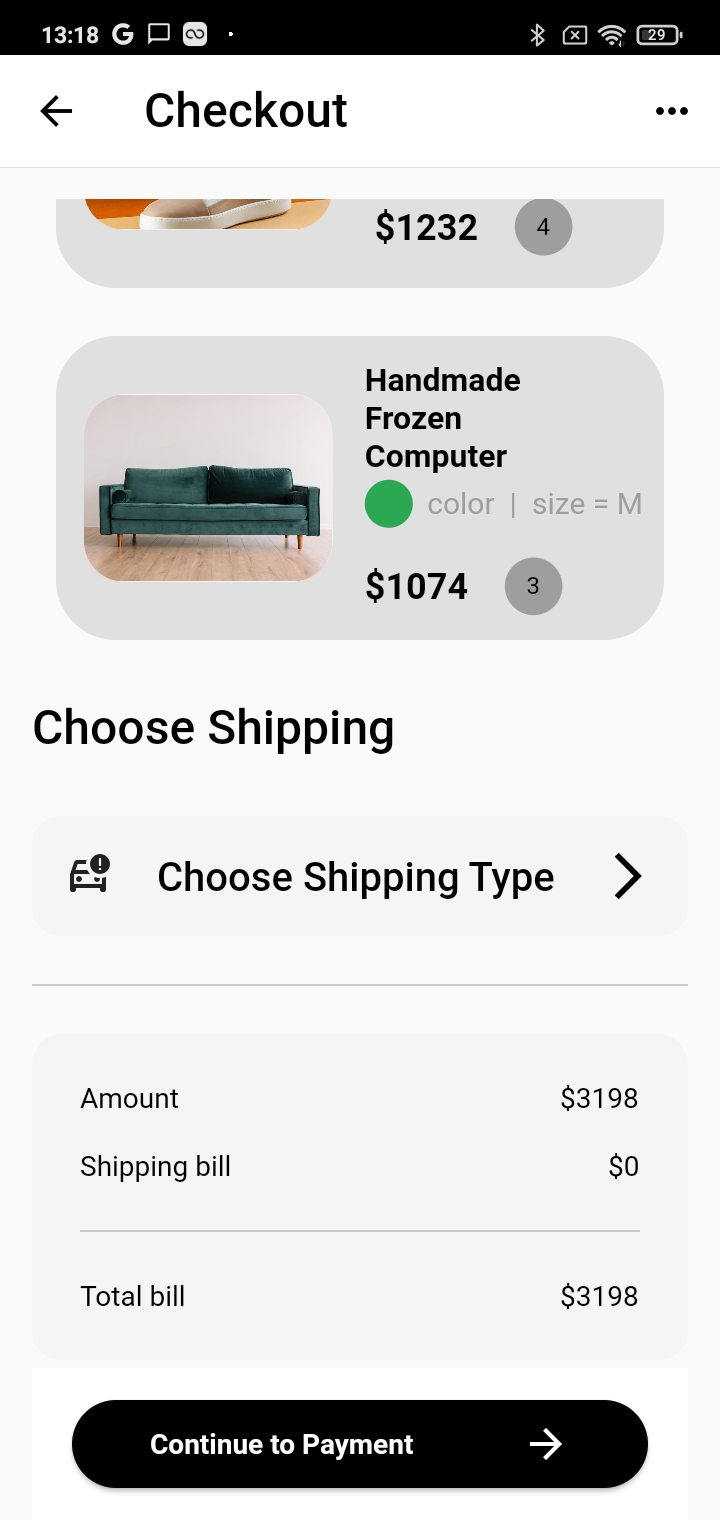 13:18 G 29
Checkout
$1232 4
Handmade
Frozen
Computer
color | size = M
$1074 3
Choose Shipping
Choose Shipping Type
Amount $3198
Shipping bill $0
Total bill $3198
Continue to Payment